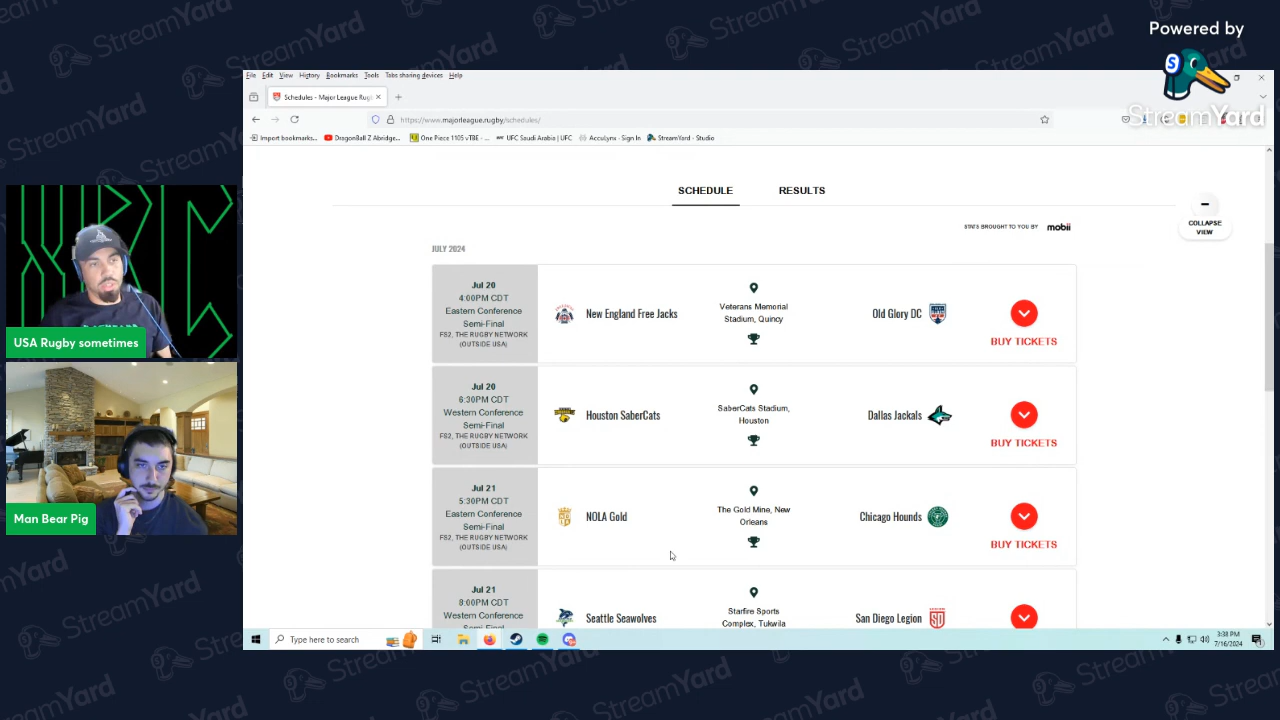 Powered by
StreamYard
File Edit View History Bookmarks Tools Tabs sharing devices Help
Schedules - Major League Rug
https://www.majorleague.rugby/schedules/
Import bookmarks... DragonBall Z Abridge... One Piece 1105 vTBE - ... UFC Saudi Arabia | UFC AccuLynx - Sign In StreamYard - Studio
SCHEDULE RESULTS
COLLAPSE
VIEW
STATS BROUGHT TO YOU BY mobii
JULY 2024
Jul 20
4:00PM CDT
Eastern Conference
Semi-Final
FS2, THE RUGBY NETWORK
(OUTSIDE USA)
New England Free Jacks
Veterans Memorial
Stadium, Quincy
Old Glory DC
BUY TICKETS
Jul 20
6:30PM CDT
Western Conference
Semi-Final
FS2, THE RUGBY NETWORK
(OUTSIDE USA)
Houston SaberCats
SaberCats Stadium,
Houston
Dallas Jackals
BUY TICKETS
Jul 21
5:30PM CDT
Eastern Conference
Semi-Final
FS2, THE RUGBY NETWORK
(OUTSIDE USA)
NOLA Gold
The Gold Mine, New
Orleans
Chicago Hounds
BUY TICKETS
Jul 21
8:00PM CDT
Western Conference
Semi-Final
Seattle Seawolves
Starfire Sports
Complex, Tukwila
San Diego Legion
USA Rugby sometimes
Man Bear Pig
Type here to search
3:38 PM
7/16/2024